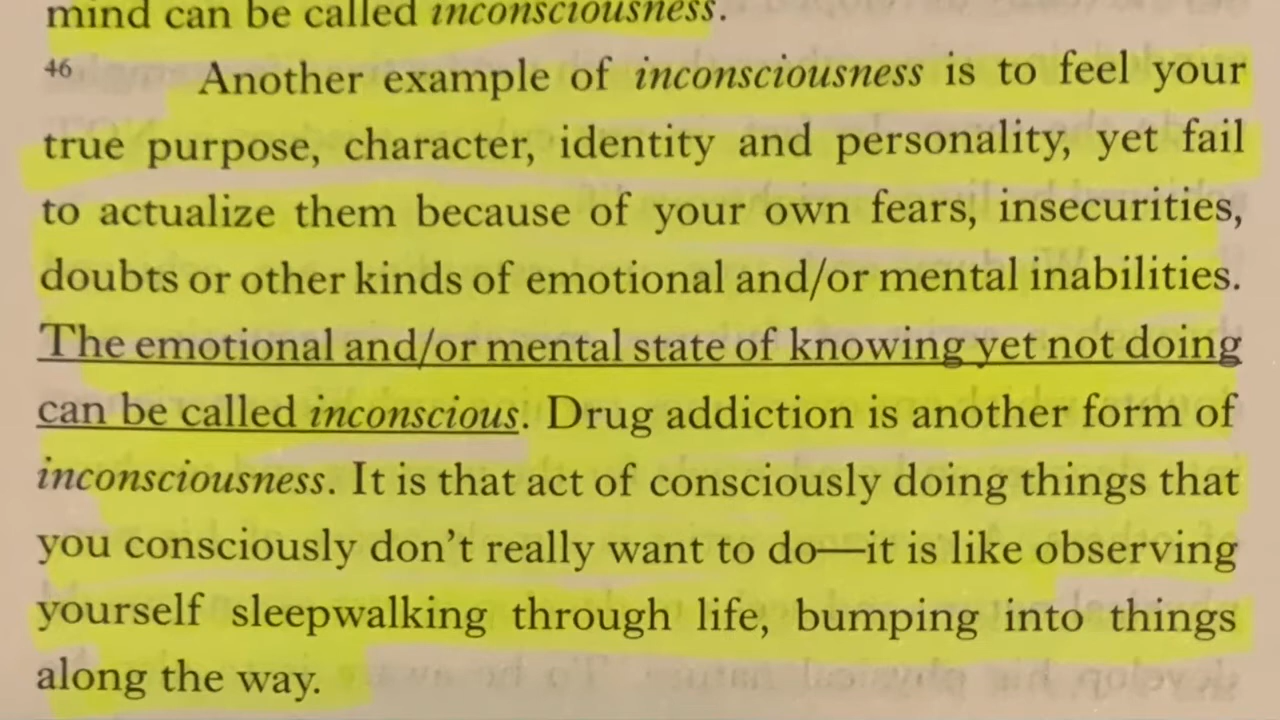 mind can be called inconsciousness.
46 Another example of inconsciousness is to feel your
true purpose, character, identity and personality, yet fail
to actualize them because of your own fears, insecurities,
doubts or other kinds of emotional and/or mental inabilities.
The emotional and/or mental state of knowing yet not doing
can be called inconscious. Drug addiction is another form of
inconsciousness. It is that act of consciously doing things that
you consciously don’t really want to do—it is like observing
yourself sleepwalking through life, bumping into things
along the way.